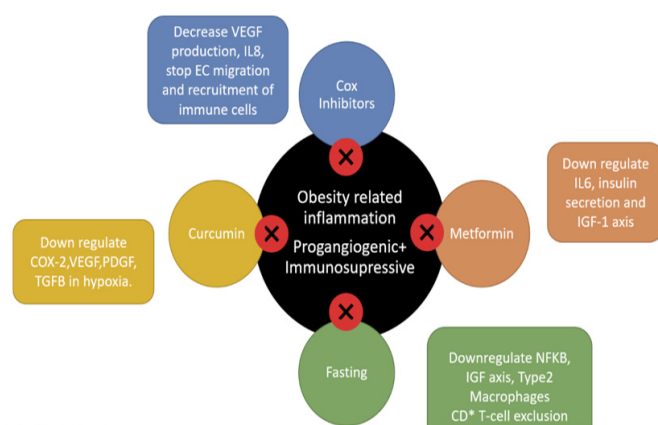 Decrease VEGF
production, IL8,
stop EC migration
and recruitment of
immune cells
Cox
Inhibitors
Obesity related
inflammation
Progangiogenic+
Immunosupressive
Curcumin
Metformin
Down regulate
IL6, insulin
secretion and
IGF-1 axis
Down regulate
COX-2,VEGF,PDGF,
TGFB in hypoxia.
Fasting
Downregulate NFKB,
IGF axis, Type2
Macrophages
CD* T-cell exclusion